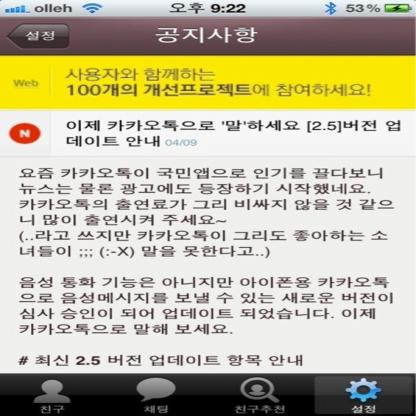 olleh 오후 9:22 53%
설정 공지사항
Web 사용자와 함께하는
100개의 개선프로젝트에 참여하세요!
N 이제 카카오톡으로 '말'하세요 [2.5]버전 업
데이트 안내 04/09
요즘 카카오톡이 국민앱으로 인기를 끌다보니
뉴스는 물론 광고에도 등장하기 시작했네요.
카카오톡의 출연료가 그리 비싸지 않을 것 같으
니 많이 출연시켜 주세요~
(..라고 쓰지만 카카오톡이 그리도 좋아하는 소
녀들이 ;;; (:-X) 말을 못한다고..)
음성 통화 기능은 아니지만 아이폰용 카카오톡
으로 음성메시지를 보낼 수 있는 새로운 버전이
심사 승인이 되어 업데이트 되었습니다. 이제
카카오톡으로 말해 보세요.
# 최신 2.5 버전 업데이트 항목 안내
친구 채팅 친구추천 설정